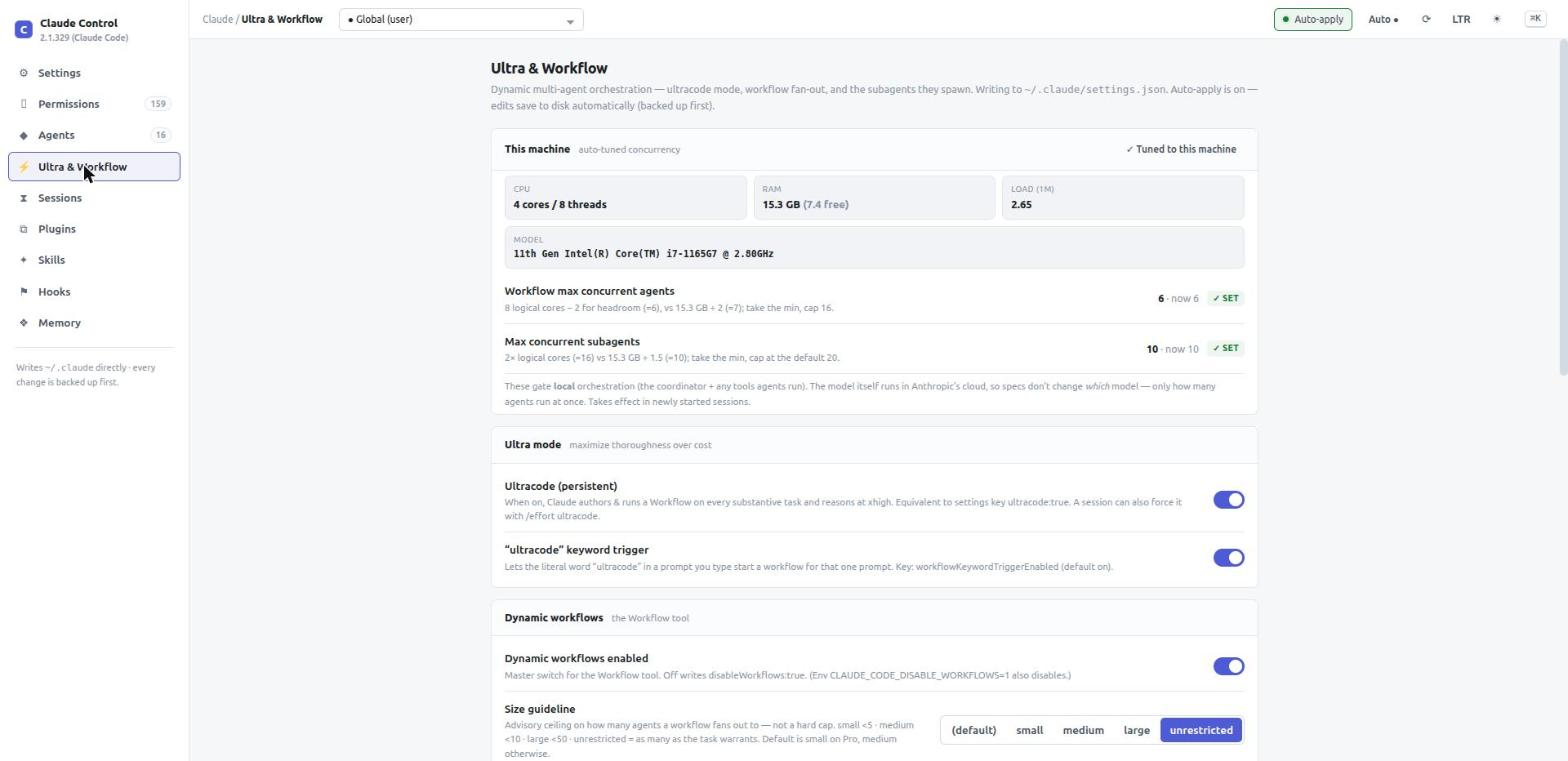 Claude Control
2.1.329 (Claude Code)
Settings
Permissions 159
Agents 16
Ultra & Workflow
Sessions
Plugins
Skills
Hooks
Memory
Writes ~/.claude directly · every
change is backed up first.
Claude / Ultra & Workflow
● Global (user)
Auto-apply
Auto ●
LTR
⌘K
Ultra & Workflow
Dynamic multi-agent orchestration — ultracode mode, workflow fan-out, and the subagents they spawn. Writing to ~/.claude/settings.json. Auto-apply is on —
edits save to disk automatically (backed up first).
This machine auto-tuned concurrency
✓ Tuned to this machine
CPU
4 cores / 8 threads
RAM
15.3 GB (7.4 free)
LOAD (1M)
2.65
MODEL
11th Gen Intel(R) Core(TM) i7-1165G7 @ 2.80GHz
Workflow max concurrent agents
8 logical cores − 2 for headroom (=6), vs 15.3 GB ÷ 2 (=7); take the min, cap 16.
6 · now 6 ✓ SET
Max concurrent subagents
2× logical cores (=16) vs 15.3 GB ÷ 1.5 (=10); take the min, cap at the default 20.
10 · now 10 ✓ SET
These gate local orchestration (the coordinator + any tools agents run). The model itself runs in Anthropic's cloud, so specs don't change which model — only how many
agents run at once. Takes effect in newly started sessions.
Ultra mode maximize thoroughness over cost
Ultracode (persistent)
When on, Claude authors & runs a Workflow on every substantive task and reasons at xhigh. Equivalent to settings key ultracode:true. A session can also force it
with /effort ultracode.
“ultracode” keyword trigger
Lets the literal word “ultracode” in a prompt you type start a workflow for that one prompt. Key: workflowKeywordTriggerEnabled (default on).
Dynamic workflows the Workflow tool
Dynamic workflows enabled
Master switch for the Workflow tool. Off writes disableWorkflows:true. (Env CLAUDE_CODE_DISABLE_WORKFLOWS=1 also disables.)
Size guideline
Advisory ceiling on how many agents a workflow fans out to — not a hard cap. small <5 · medium
<10 · large <50 · unrestricted = as many as the task warrants. Default is small on Pro, medium
otherwise.
(default) small medium large unrestricted